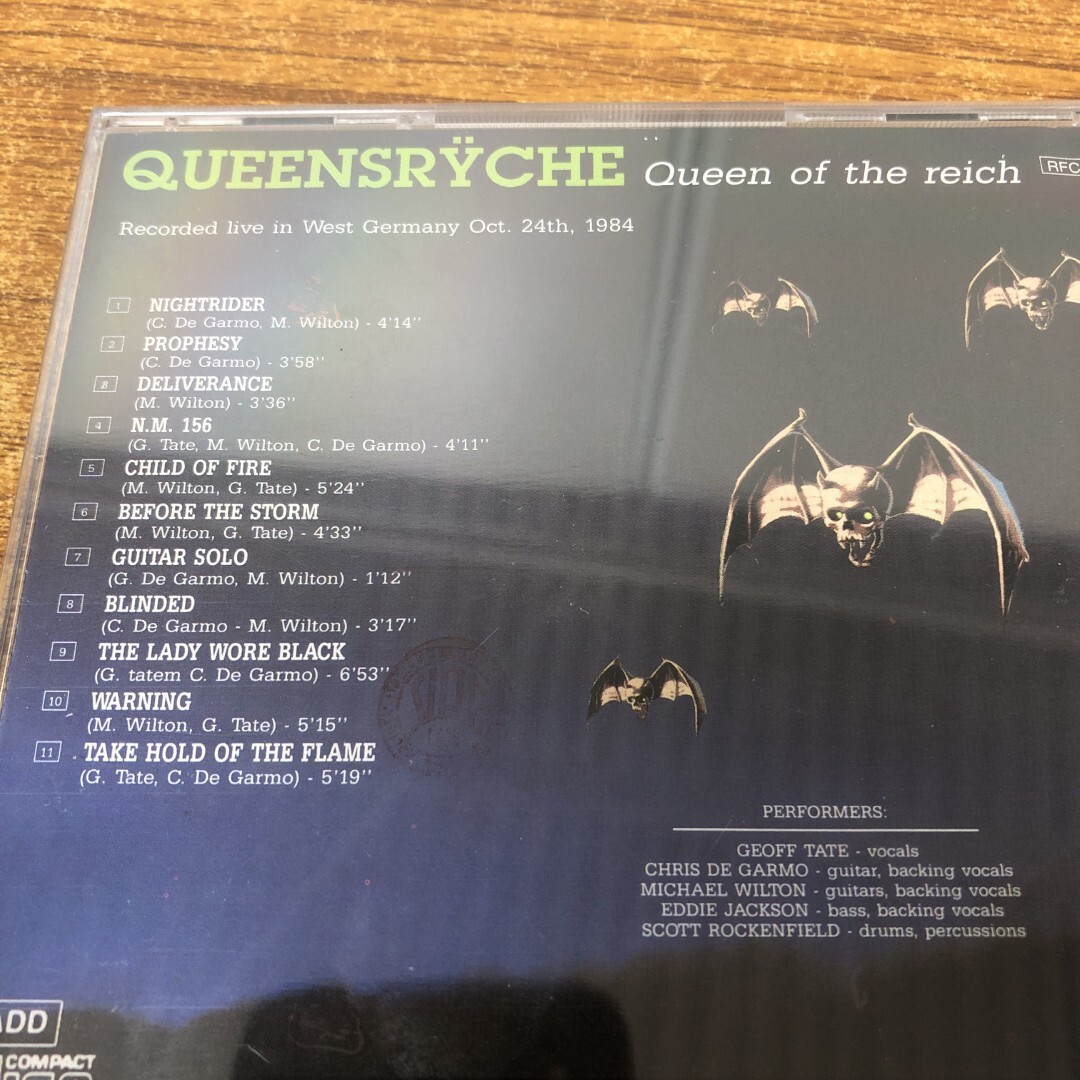 QUEENSRŸCHE Queen of the reich RFC
Recorded live in West Germany Oct. 24th, 1984
1 NIGHTRIDER
(C. De Garmo, M. Wilton) - 4'14''
2 PROPHESY
(C. De Garmo) - 3'58''
DELIVERANCE
(M. Wilton) - 3'36''
4 N.M. 156
(G. Tate, M. Wilton, C. De Garmo) - 4'11''
5 CHILD OF FIRE
(M. Wilton, G. Tate) - 5'24''
6 BEFORE THE STORM
(M. Wilton, G. Tate) - 4'33''
7 GUITAR SOLO
(G. De Garmo, M. Wilton) - 1'12''
8 BLINDED
(C. De Garmo - M. Wilton) - 3'17''
9 THE LADY WORE BLACK
(G. tatem C. De Garmo) - 6'53''
10 WARNING
(M. Wilton, G. Tate) - 5'15''
11 TAKE HOLD OF THE FLAME
(G. Tate, C. De Garmo) - 5'19''
PERFORMERS:
GEOFF TATE - vocals
CHRIS DE GARMO - guitar, backing vocals
MICHAEL WILTON - guitars, backing vocals
EDDIE JACKSON - bass, backing vocals
SCOTT ROCKENFIELD - drums, percussions
ADD
COMPACT